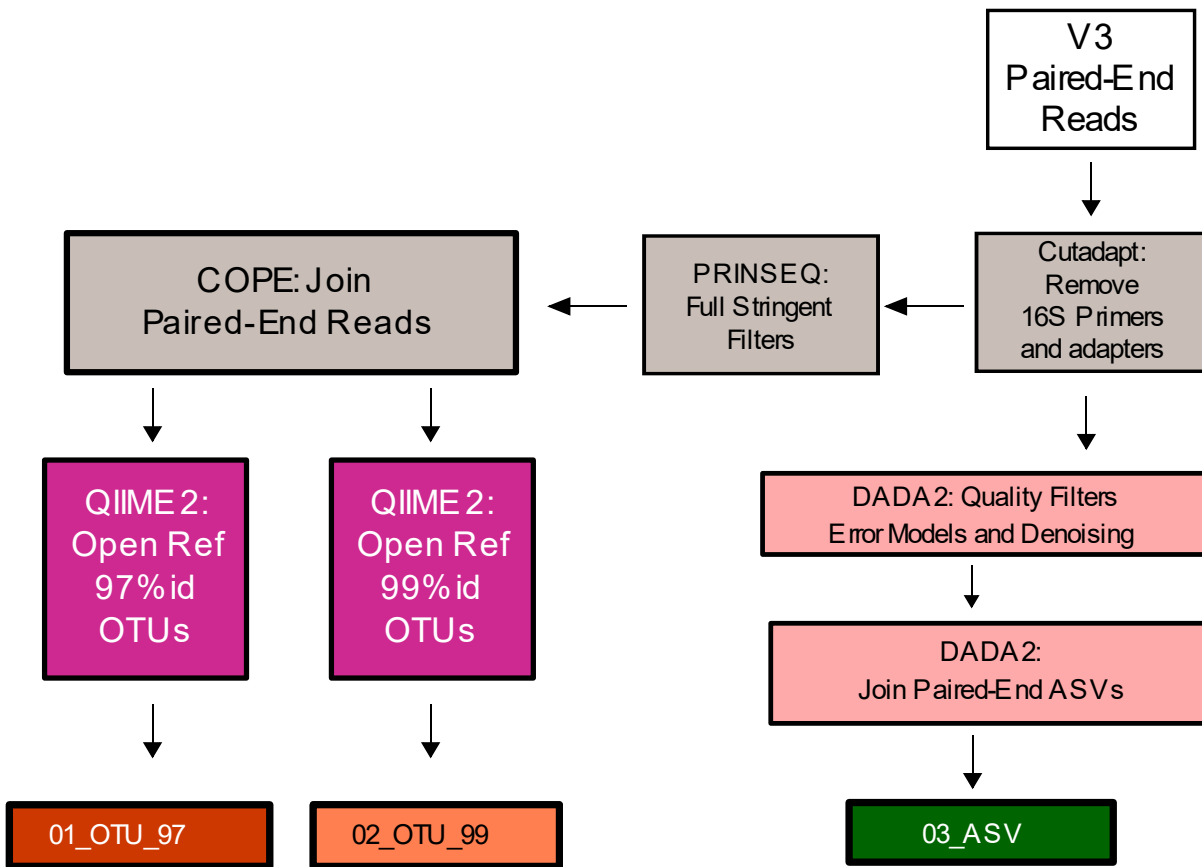 V3
Paired-End
Reads
COPE: Join
Paired-End Reads
PRINSEQ:
Full Stringent
Filters
Cutadapt:
Remove
16S Primers
and adapters
QIIME 2:
Open Ref
97% id
OTUs
QIIME 2:
Open Ref
99% id
OTUs
DADA2: Quality Filters
Error Models and Denoising
DADA2:
Join Paired-End ASVs
01_OTU_97
02_OTU_99
03_ASV